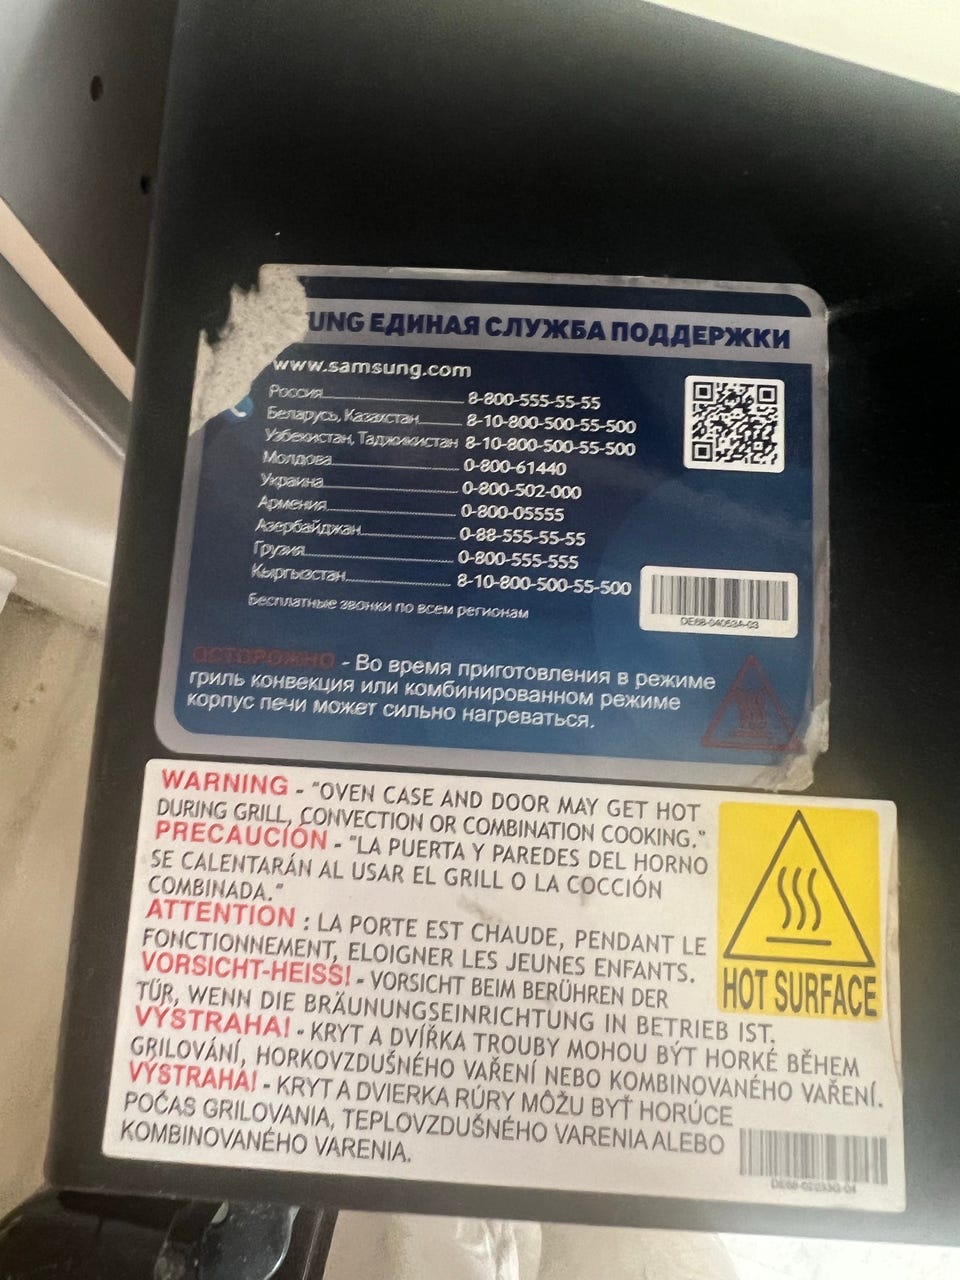 UNG ЕДИНАЯ СЛУЖБА ПОДДЕРЖКИ
www.samsung.com
Россия 8-800-555-55-55
Беларусь, Казахстан 8-10-800-500-55-500
Узбекистан, Таджикистан 8-10-800-500-55-500
Молдова 0-800-61440
Украина 0-800-502-000
Армения 0-800-05555
Азербайджан 0-88-555-55-55
Грузия 0-800-555-555
Кыргызстан 8-10-800-500-55-500
Бесплатные звонки по всем регионам
DE68-04053A-03
ОСТОРОЖНО - Во время приготовления в режиме
гриль конвекция или комбинированном режиме
корпус печи может сильно нагреваться.
WARNING - "OVEN CASE AND DOOR MAY GET HOT
DURING GRILL, CONVECTION OR COMBINATION COOKING."
PRECAUCIÓN - "LA PUERTA Y PAREDES DEL HORNO
SE CALENTARÁN AL USAR EL GRILL O LA COCCIÓN
COMBINADA."
ATTENTION : LA PORTE EST CHAUDE, PENDANT LE
FONCTIONNEMENT, ELOIGNER LES JEUNES ENFANTS.
VORSICHT-HEISS! - VORSICHT BEIM BERÜHREN DER
TÜR, WENN DIE BRÄUNUNGSEINRICHTUNG IN BETRIEB IST.
VÝSTRAHA! - KRYT A DVÍŘKA TROUBY MOHOU BÝT HORKÉ BĚHEM
GRILOVÁNÍ, HORKOVZDUŠNÉHO VAŘENÍ NEBO KOMBINOVANÉHO VAŘENÍ.
VÝSTRAHA! - KRYT A DVIERKA RÚRY MÔŽU BYŤ HORÚCE
POČAS GRILOVANIA, TEPLOVZDUŠNÉHO VARENIA ALEBO
KOMBINOVANÉHO VARENIA.
HOT SURFACE